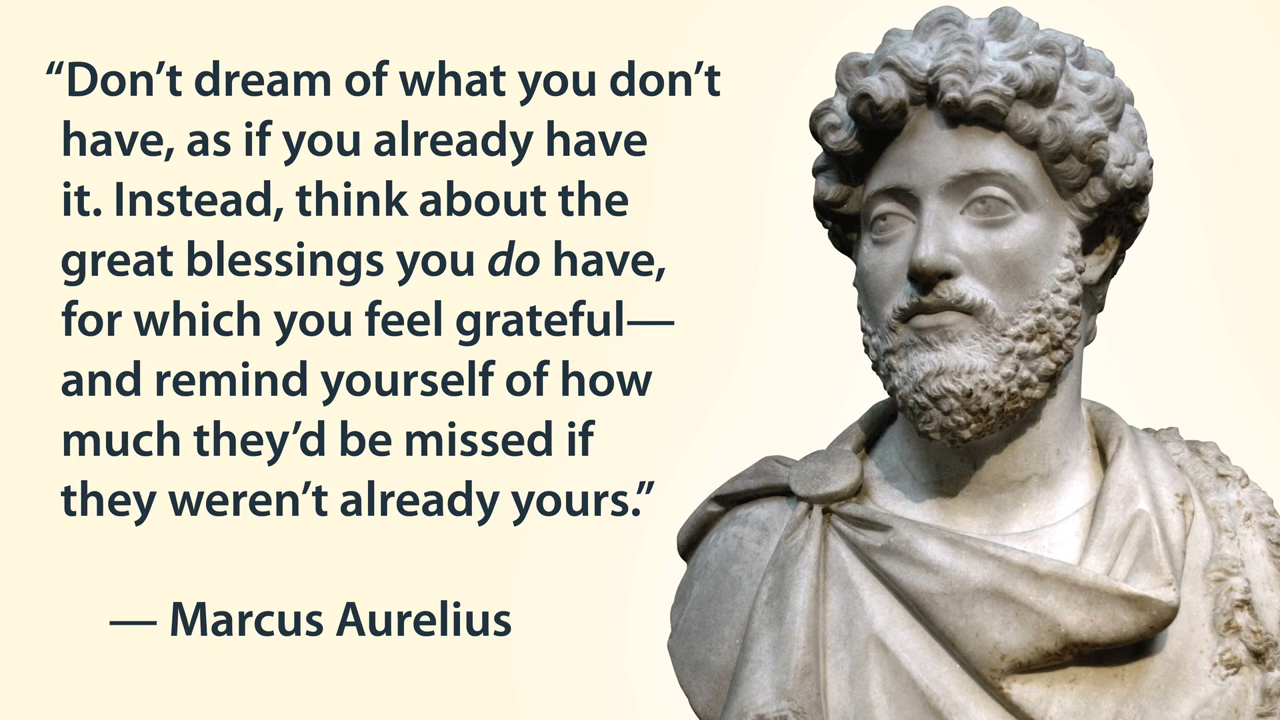 “Don’t dream of what you don’t
have, as if you already have
it. Instead, think about the
great blessings you do have,
for which you feel grateful—
and remind yourself of how
much they’d be missed if
they weren’t already yours.”
— Marcus Aurelius